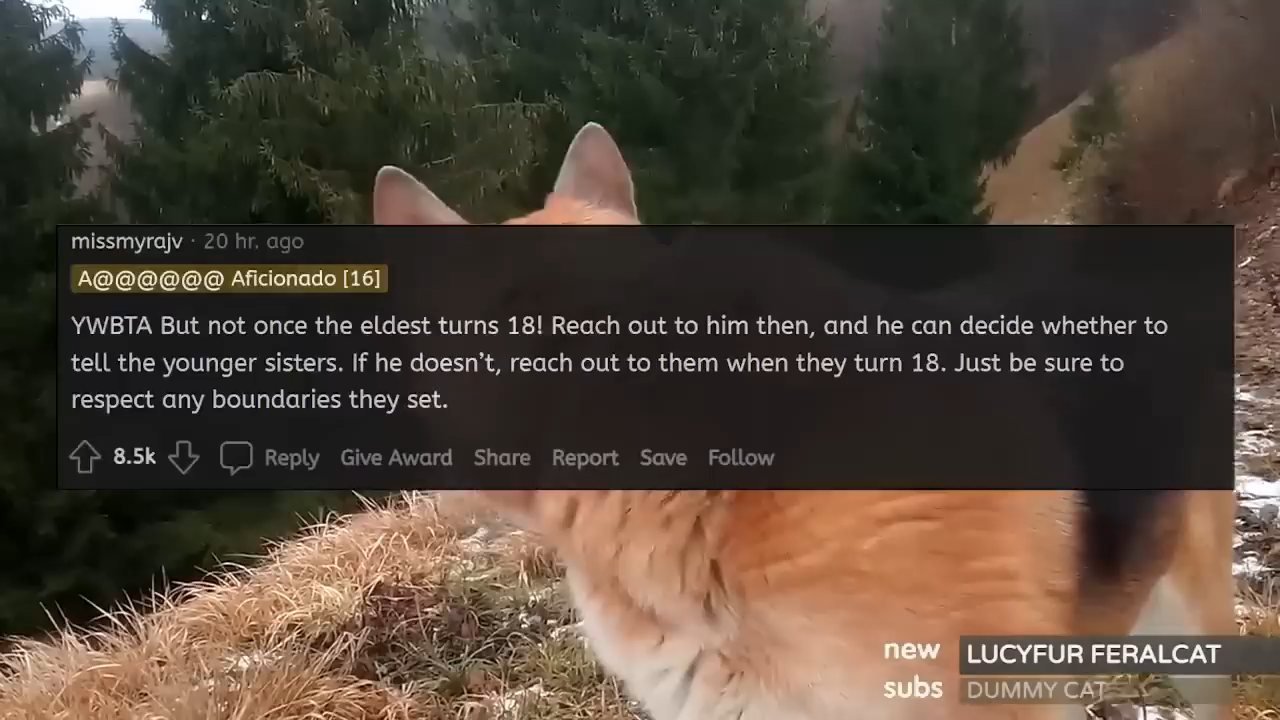 missmyrajv · 20 hr. ago
A@@@@@@ Aficionado [16]
YWBTA But not once the eldest turns 18! Reach out to him then, and he can decide whether to
tell the younger sisters. If he doesn’t, reach out to them when they turn 18. Just be sure to
respect any boundaries they set.
8.5k Reply Give Award Share Report Save Follow
new LUCYFUR FERALCAT
subs DUMMY CAT